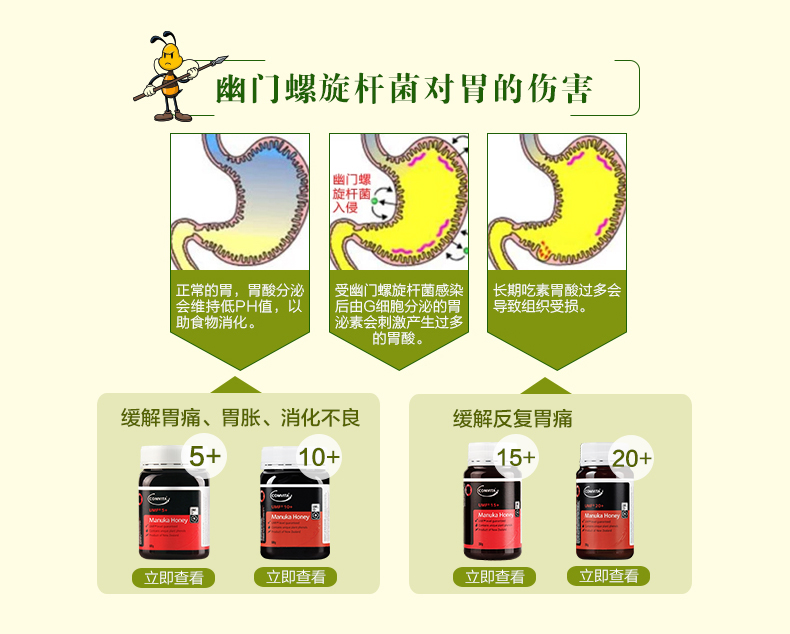 幽门螺旋杆菌对胃的伤害
幽门螺
旋杆菌
入侵
正常的胃，胃酸分泌
会维持低PH值，以
助食物消化。
受幽门螺旋杆菌感染
后由G细胞分泌的胃
泌素会刺激产生过多
的胃酸。
长期吃素胃酸过多会
导致组织受损。
缓解胃痛、胃胀、消化不良
5+
10+
COMVITA
UMF 5+
Manuka Honey
COMVITA
UMF 10+
Manuka Honey
立即查看
立即查看
缓解反复胃痛
15+
20+
COMVITA
UMF 15+
Manuka Honey
COMVITA
UMF 20+
Manuka Honey
立即查看
立即查看